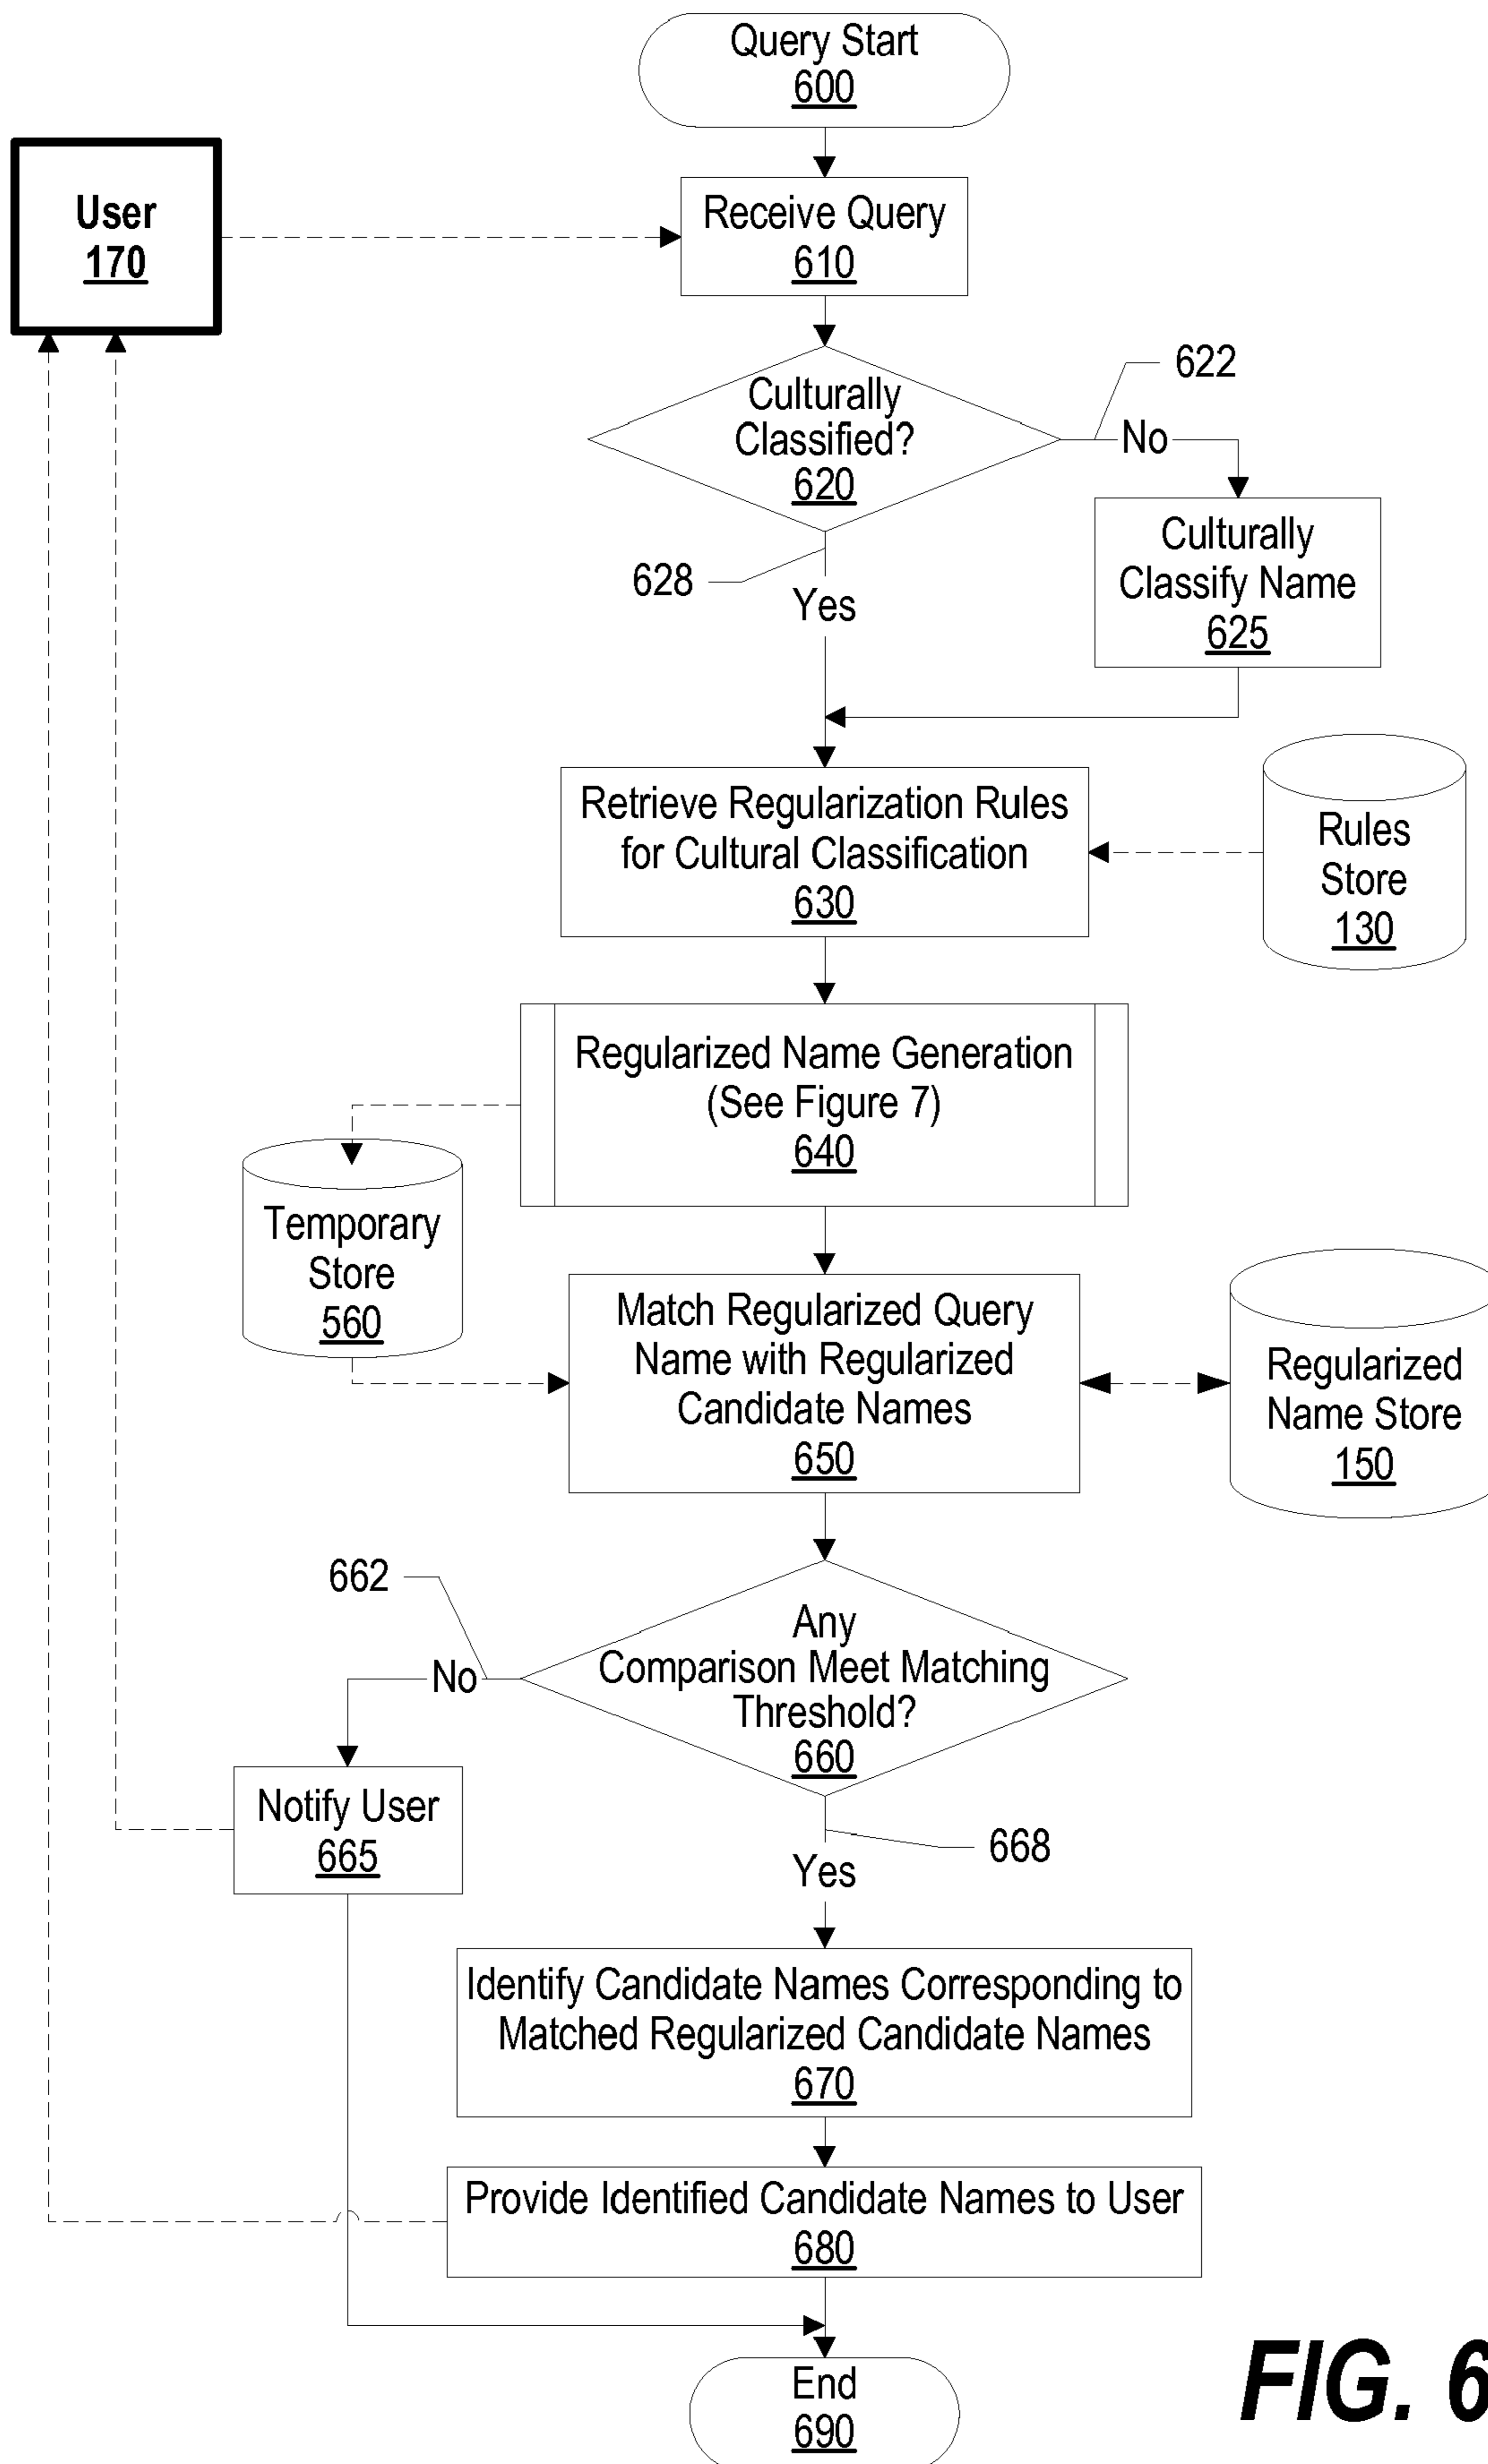 Query Start
600
User
170
Receive Query
610
622
Culturally
Classified?
620
No
Culturally
Classify Name
625
628
Yes
Retrieve Regularization Rules
for Cultural Classification
630
Rules
Store
130
Regularized Name Generation
(See Figure 7)
640
Temporary
Store
560
Match Regularized Query
Name with Regularized
Candidate Names
650
Regularized
Name Store
150
662
Any
Comparison Meet Matching
Threshold?
660
No
Notify User
665
668
Yes
Identify Candidate Names Corresponding to
Matched Regularized Candidate Names
670
Provide Identified Candidate Names to User
680
End
690
FIG. 6